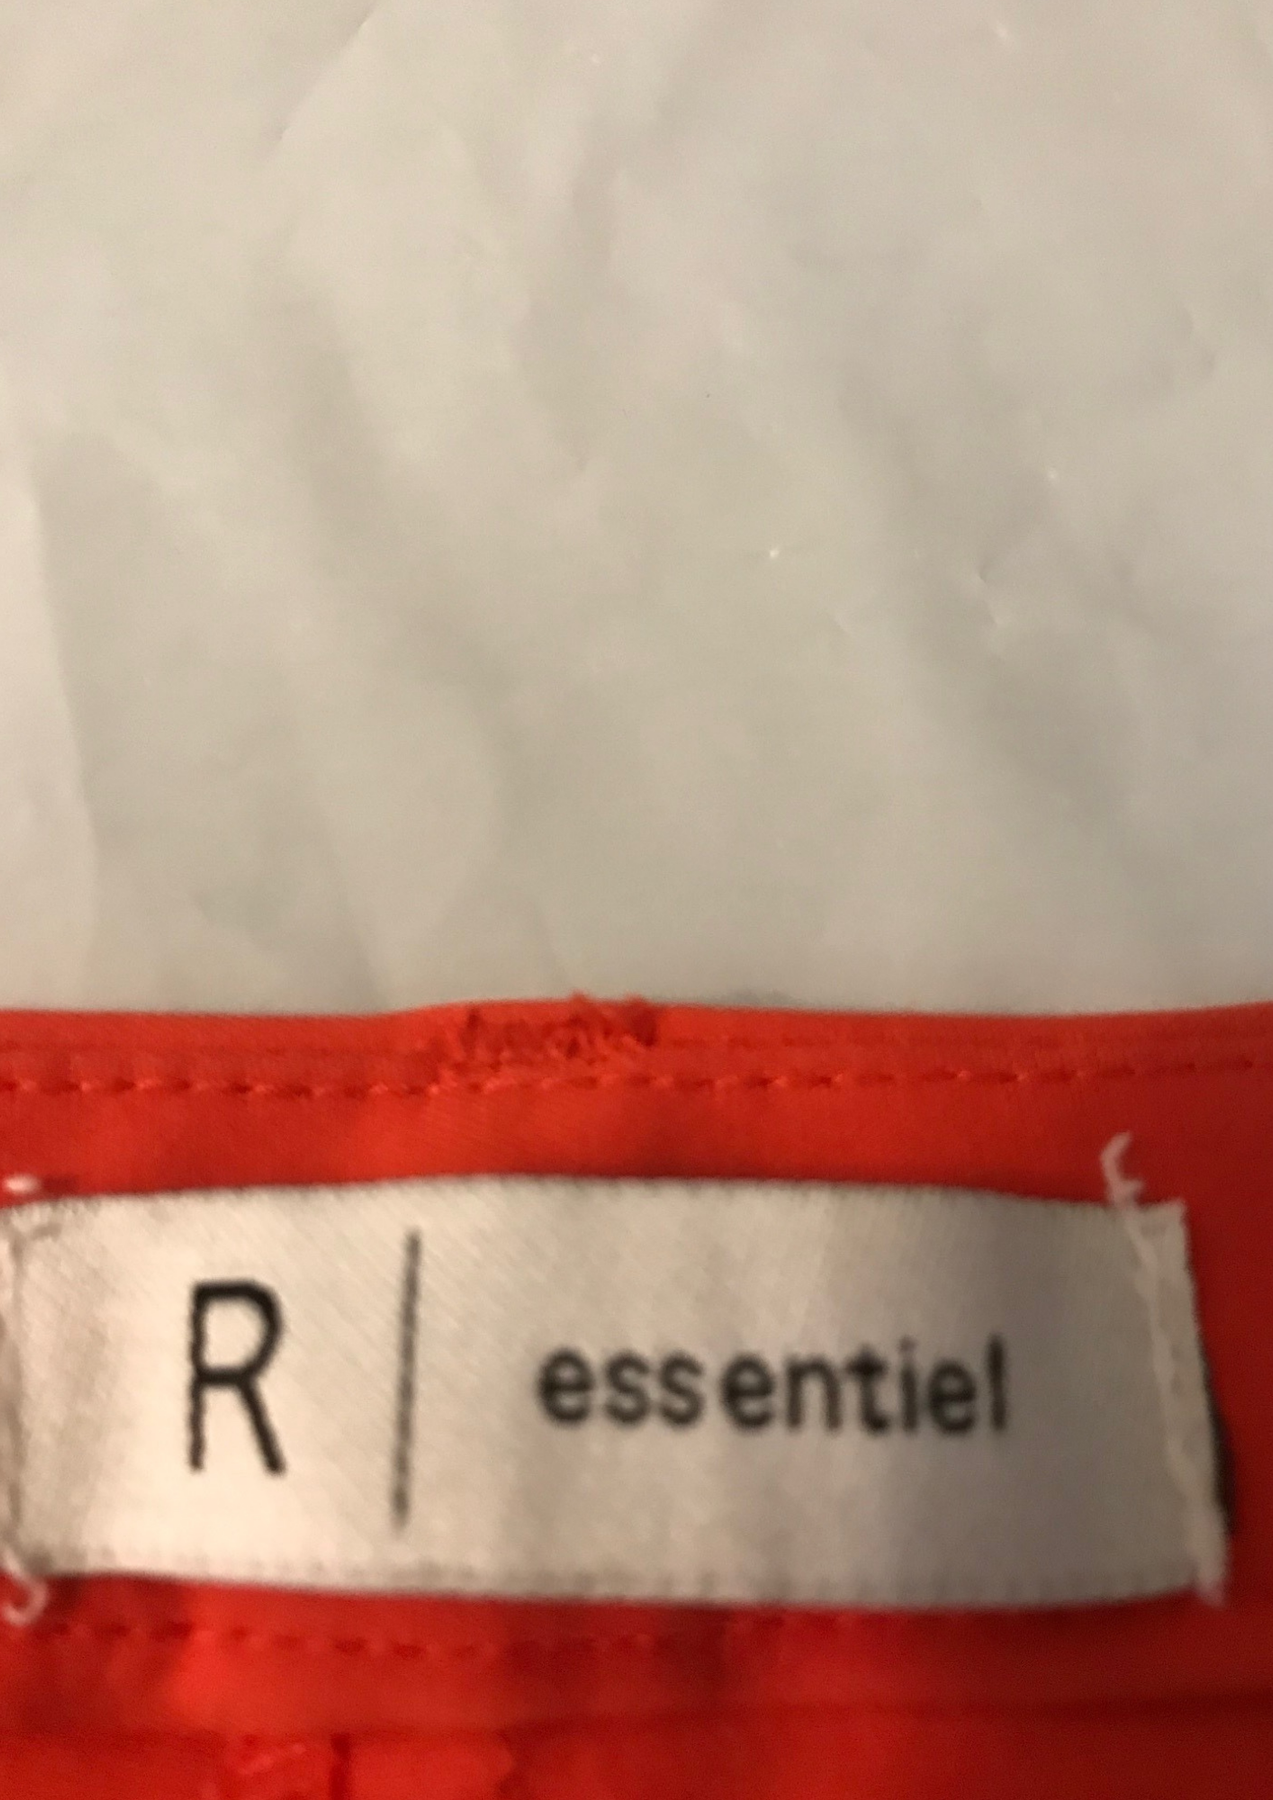 R | essentiel